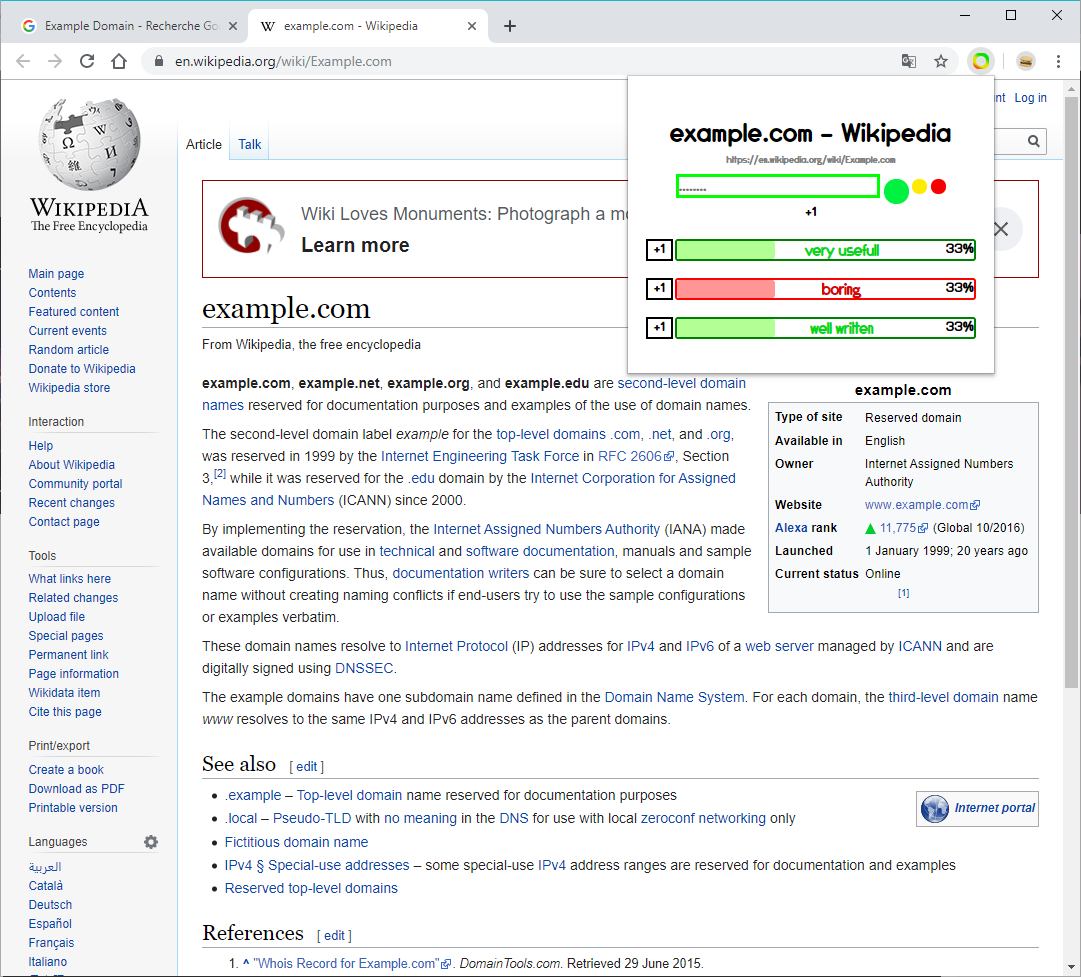 Example Domain - Recherche Go
example.com - Wikipedia
en.wikipedia.org/wiki/Example.com
nt Log in
Article Talk
WIKIPEDIA
The Free Encyclopedia
example.com - Wikipedia
https://en.wikipedia.org/wiki/Example.com
+1
+1 very usefull 33%
+1 boring 33%
+1 well written 33%
Wiki Loves Monuments: Photograph a mo
Learn more
Main page
Contents
Featured content
Current events
Random article
Donate to Wikipedia
Wikipedia store
Interaction
Help
About Wikipedia
Community portal
Recent changes
Contact page
Tools
What links here
Related changes
Upload file
Special pages
Permanent link
Page information
Wikidata item
Cite this page
Print/export
Create a book
Download as PDF
Printable version
Languages
العربية
Català
Deutsch
Español
Français
Italiano
example.com
From Wikipedia, the free encyclopedia
example.com, example.net, example.org, and example.edu are second-level domain
names reserved for documentation purposes and examples of the use of domain names.
The second-level domain label example for the top-level domains .com, .net, and .org,
was reserved in 1999 by the Internet Engineering Task Force in RFC 2606, Section
3,[2] while it was reserved for the .edu domain by the Internet Corporation for Assigned
Names and Numbers (ICANN) since 2000.
By implementing the reservation, the Internet Assigned Numbers Authority (IANA) made
available domains for use in technical and software documentation, manuals and sample
software configurations. Thus, documentation writers can be sure to select a domain
name without creating naming conflicts if end-users try to use the sample configurations
or examples verbatim.
These domain names resolve to Internet Protocol (IP) addresses for IPv4 and IPv6 of a web server managed by ICANN and are
digitally signed using DNSSEC.
The example domains have one subdomain name defined in the Domain Name System. For each domain, the third-level domain name
www resolves to the same IPv4 and IPv6 addresses as the parent domains.
example.com
Type of site Reserved domain
Available in English
Owner Internet Assigned Numbers
Authority
Website www.example.com
Alexa rank ▲ 11,775 (Global 10/2016)
Launched 1 January 1999; 20 years ago
Current status Online
[1]
See also [ edit ]
• .example – Top-level domain name reserved for documentation purposes
• .local – Pseudo-TLD with no meaning in the DNS for use with local zeroconf networking only
• Fictitious domain name
• IPv4 § Special-use addresses – some special-use IPv4 address ranges are reserved for documentation and examples
• Reserved top-level domains
Internet portal
References [ edit ]
1. ^ "Whois Record for Example.com". DomainTools.com. Retrieved 29 June 2015.